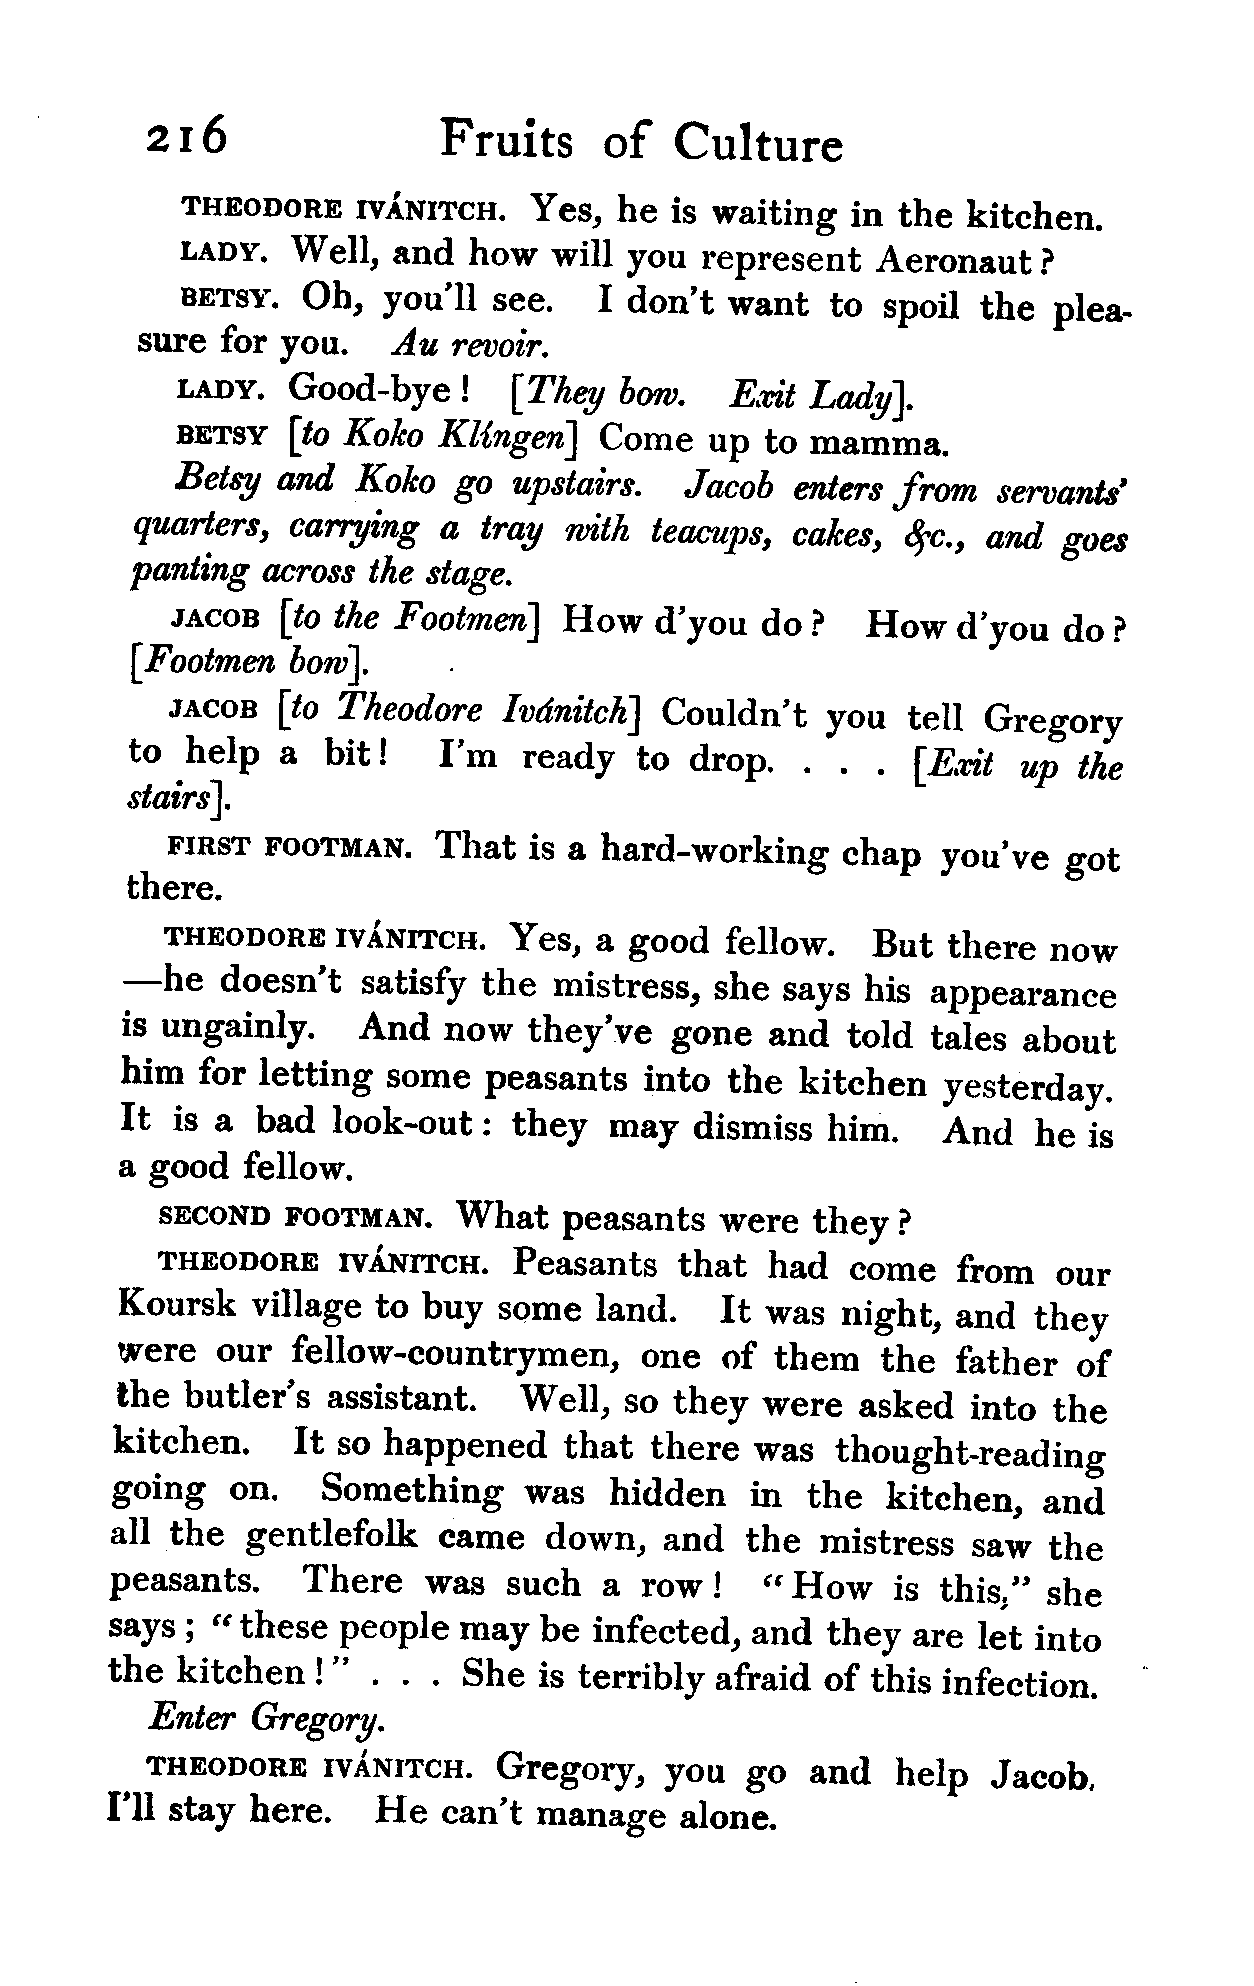 216 Fruits of Culture
THEODORE IVÁNITCH. Yes, he is waiting in the kitchen.
LADY. Well, and how will you represent Aeronaut?
BETSY. Oh, you'll see. I don't want to spoil the plea-
sure for you. Au revoir.
LADY. Good-bye! [They bow. Exit Lady].
BETSY [to Koko Klíngen] Come up to mamma.
Betsy and Koko go upstairs. Jacob enters from servants'
quarters, carrying a tray with teacups, cakes, &c., and goes
panting across the stage.
JACOB [to the Footmen] How d'you do? How d'you do?
[Footmen bow].
JACOB [to Theodore Ivánitch] Couldn't you tell Gregory
to help a bit! I'm ready to drop. . . . [Exit up the
stairs].
FIRST FOOTMAN. That is a hard-working chap you've got
there.
THEODORE IVÁNITCH. Yes, a good fellow. But there now
—he doesn't satisfy the mistress, she says his appearance
is ungainly. And now they've gone and told tales about
him for letting some peasants into the kitchen yesterday.
It is a bad look-out: they may dismiss him. And he is
a good fellow.
SECOND FOOTMAN. What peasants were they?
THEODORE IVÁNITCH. Peasants that had come from our
Koursk village to buy some land. It was night, and they
were our fellow-countrymen, one of them the father of
the butler's assistant. Well, so they were asked into the
kitchen. It so happened that there was thought-reading
going on. Something was hidden in the kitchen, and
all the gentlefolk came down, and the mistress saw the
peasants. There was such a row! "How is this," she
says; "these people may be infected, and they are let into
the kitchen!" . . . She is terribly afraid of this infection.
Enter Gregory.
THEODORE IVÁNITCH. Gregory, you go and help Jacob.
I'll stay here. He can't manage alone.